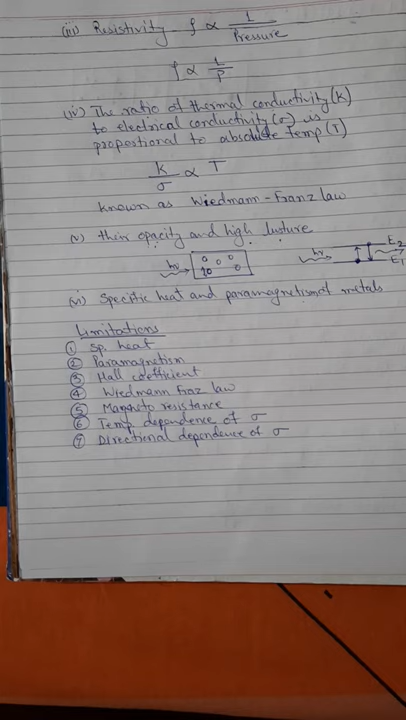 (iii) Resistivity ρ ∝ 1/Pressure
ρ ∝ 1/P
(iv) The ratio of thermal conductivity (K)
to electrical conductivity (σ) is
proportional to absolute temp (T)
K/σ ∝ T
known as Wiedmann-Franz law
(v) their opacity and high lusture
hν
hν E2
E1
(vi) Specific heat and paramagnetism of metals
Limitations
① Sp. heat
② Paramagnetism
③ Hall coefficient
④ Wiedmann Fraz law
⑤ Magneto resistance
⑥ Temp dependence of σ
⑦ Directional dependence of σ